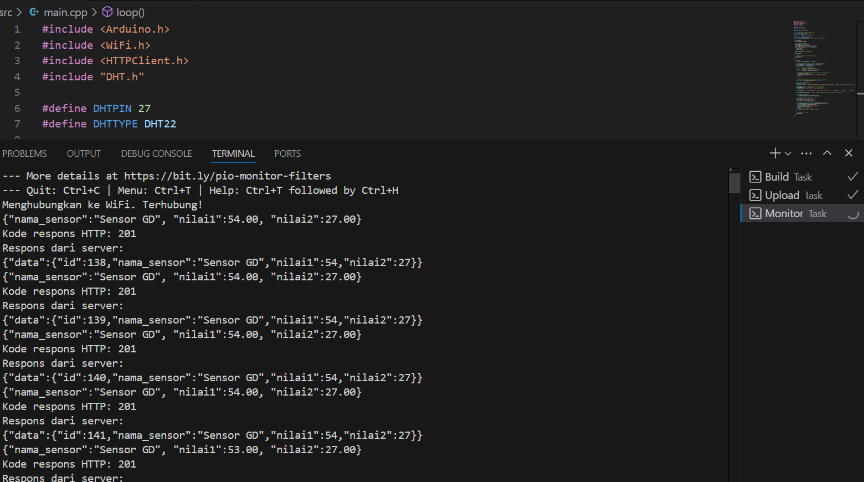 src > main.cpp > loop()
1 #include <Arduino.h>
2 #include <WiFi.h>
3 #include <HTTPClient.h>
4 #include "DHT.h"
5
6 #define DHTPIN 27
7 #define DHTTYPE DHT22
PROBLEMS OUTPUT DEBUG CONSOLE TERMINAL PORTS
--- More details at https://bit.ly/pio-monitor-filters
--- Quit: Ctrl+C | Menu: Ctrl+T | Help: Ctrl+T followed by Ctrl+H
Menghubungkan ke WiFi. Terhubung!
{"nama_sensor":"Sensor GD", "nilai1":54.00, "nilai2":27.00}
Kode respons HTTP: 201
Respons dari server:
{"data":{"id":138,"nama_sensor":"Sensor GD","nilai1":54,"nilai2":27}}
{"nama_sensor":"Sensor GD", "nilai1":54.00, "nilai2":27.00}
Kode respons HTTP: 201
Respons dari server:
{"data":{"id":139,"nama_sensor":"Sensor GD","nilai1":54,"nilai2":27}}
{"nama_sensor":"Sensor GD", "nilai1":54.00, "nilai2":27.00}
Kode respons HTTP: 201
Respons dari server:
{"data":{"id":140,"nama_sensor":"Sensor GD","nilai1":54,"nilai2":27}}
{"nama_sensor":"Sensor GD", "nilai1":54.00, "nilai2":27.00}
Kode respons HTTP: 201
Respons dari server:
{"data":{"id":141,"nama_sensor":"Sensor GD","nilai1":54,"nilai2":27}}
{"nama_sensor":"Sensor GD", "nilai1":53.00, "nilai2":27.00}
Kode respons HTTP: 201
Respons dari server:
Build Task
Upload Task
Monitor Task